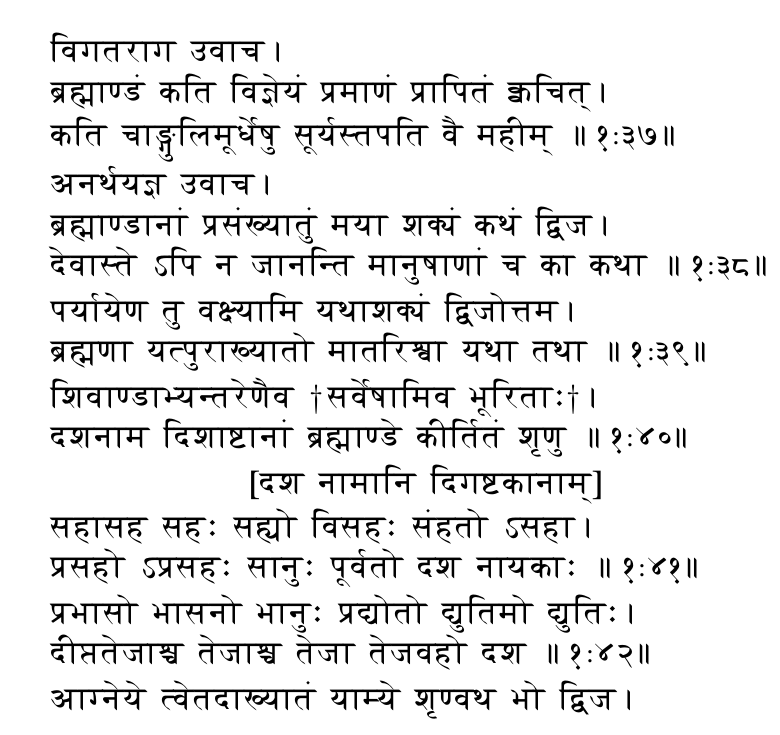 विगतराग उवाच ।
ब्रह्माण्डं कति विज्ञेयं प्रमाणं प्रापितं क्वचित् ।
कति चाङ्गुलिमूर्धेषु सूर्यस्तपति वै महीम् ॥ १:३७॥
अनर्थयज्ञ उवाच ।
ब्रह्माण्डानां प्रसंख्यातुं मया शक्यं कथं द्विज ।
देवास्ते ऽपि न जानन्ति मानुषाणां च का कथा ॥ १:३८॥
पर्यायेण तु वक्ष्यामि यथाशक्यं द्विजोत्तम ।
ब्रह्मणा यत्पुराख्यातो मातरिश्वा यथा तथा ॥ १:३९॥
शिवाण्डाभ्यन्तरेणैव †सर्वेषामिव भूरिताः† ।
दशनाम दिशाष्टानां ब्रह्माण्डे कीर्तितं शृणु ॥ १:४०॥
[दश नामानि दिगष्टकानाम्]
सहासह सहः सह्यो विसहः संहतो ऽसहा ।
प्रसहो ऽप्रसहः सानुः पूर्वतो दश नायकाः ॥ १:४१॥
प्रभासो भासनो भानुः प्रद्योतो द्युतिमो द्युतिः ।
दीप्ततेजाश्च तेजाश्च तेजा तेजवहो दश ॥ १:४२॥
आग्नेये त्वेतदाख्यातं याम्ये शृण्वथ भो द्विज ।